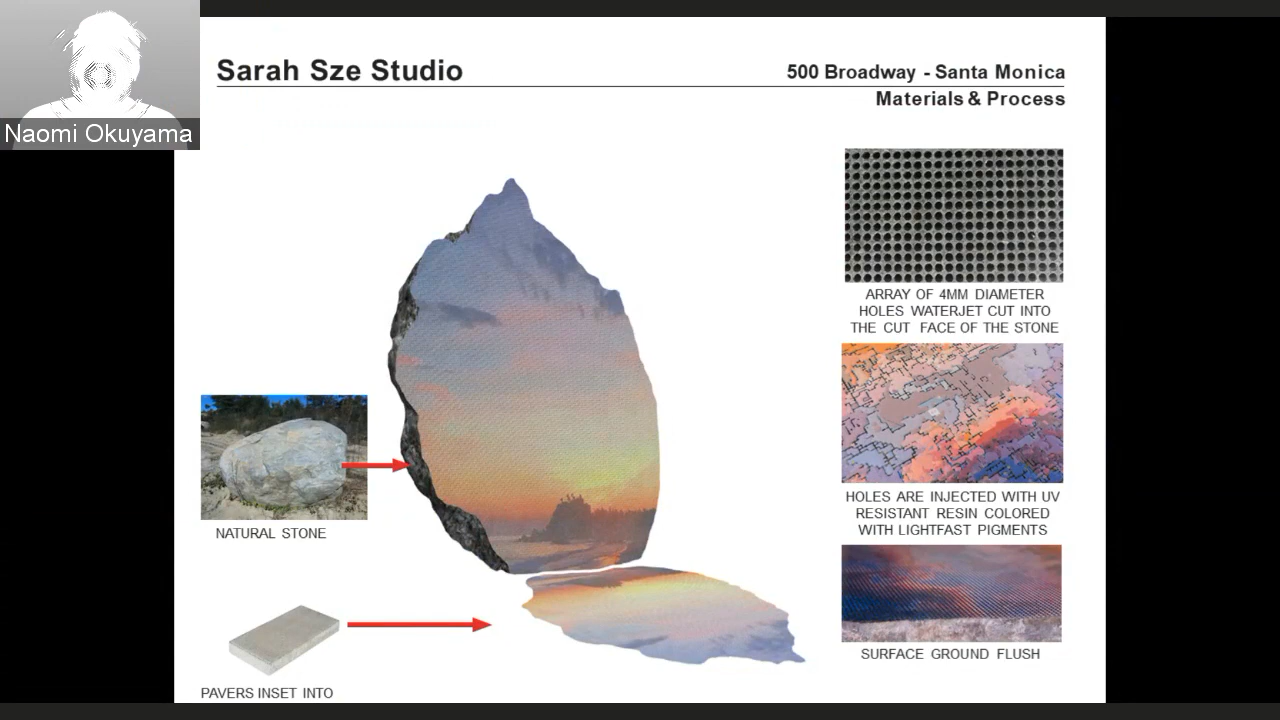 Naomi Okuyama
Sarah Sze Studio
500 Broadway - Santa Monica
Materials & Process
ARRAY OF 4MM DIAMETER
HOLES WATERJET CUT INTO
THE CUT FACE OF THE STONE
HOLES ARE INJECTED WITH UV
RESISTANT RESIN COLORED
WITH LIGHTFAST PIGMENTS
NATURAL STONE
SURFACE GROUND FLUSH
PAVERS INSET INTO